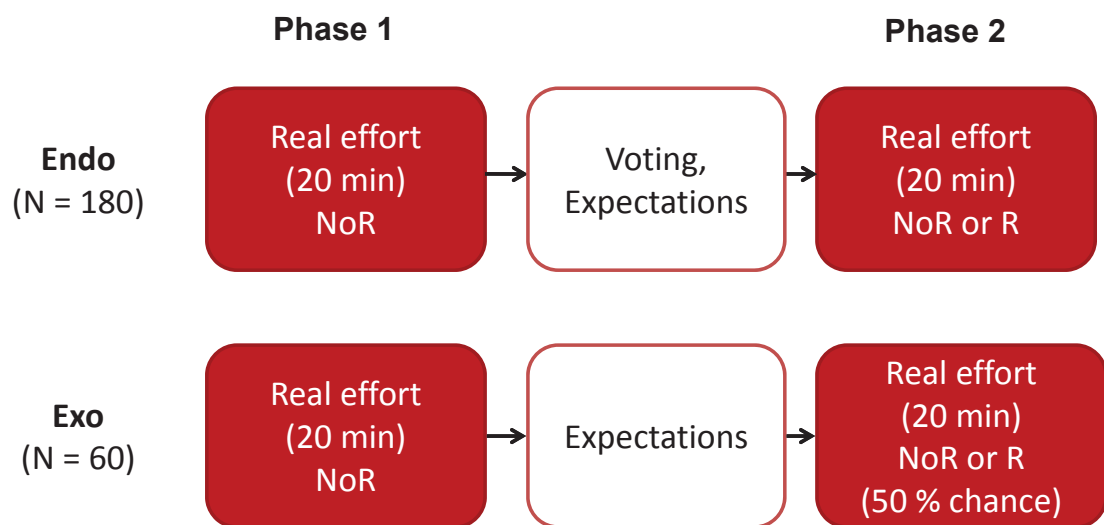 Phase 1
Phase 2
Endo
(N = 180)
Real effort
(20 min)
NoR
Voting,
Expectations
Real effort
(20 min)
NoR or R
Exo
(N = 60)
Real effort
(20 min)
NoR
Expectations
Real effort
(20 min)
NoR or R
(50 % chance)